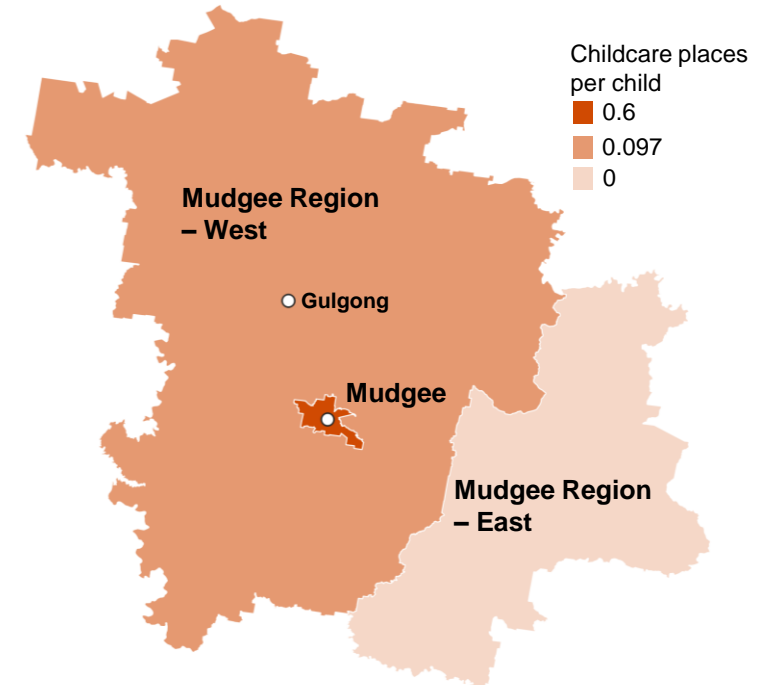 Childcare places
per child
0.6
0.097
0
Mudgee Region
– West
Gulgong
Mudgee
Mudgee Region
– East